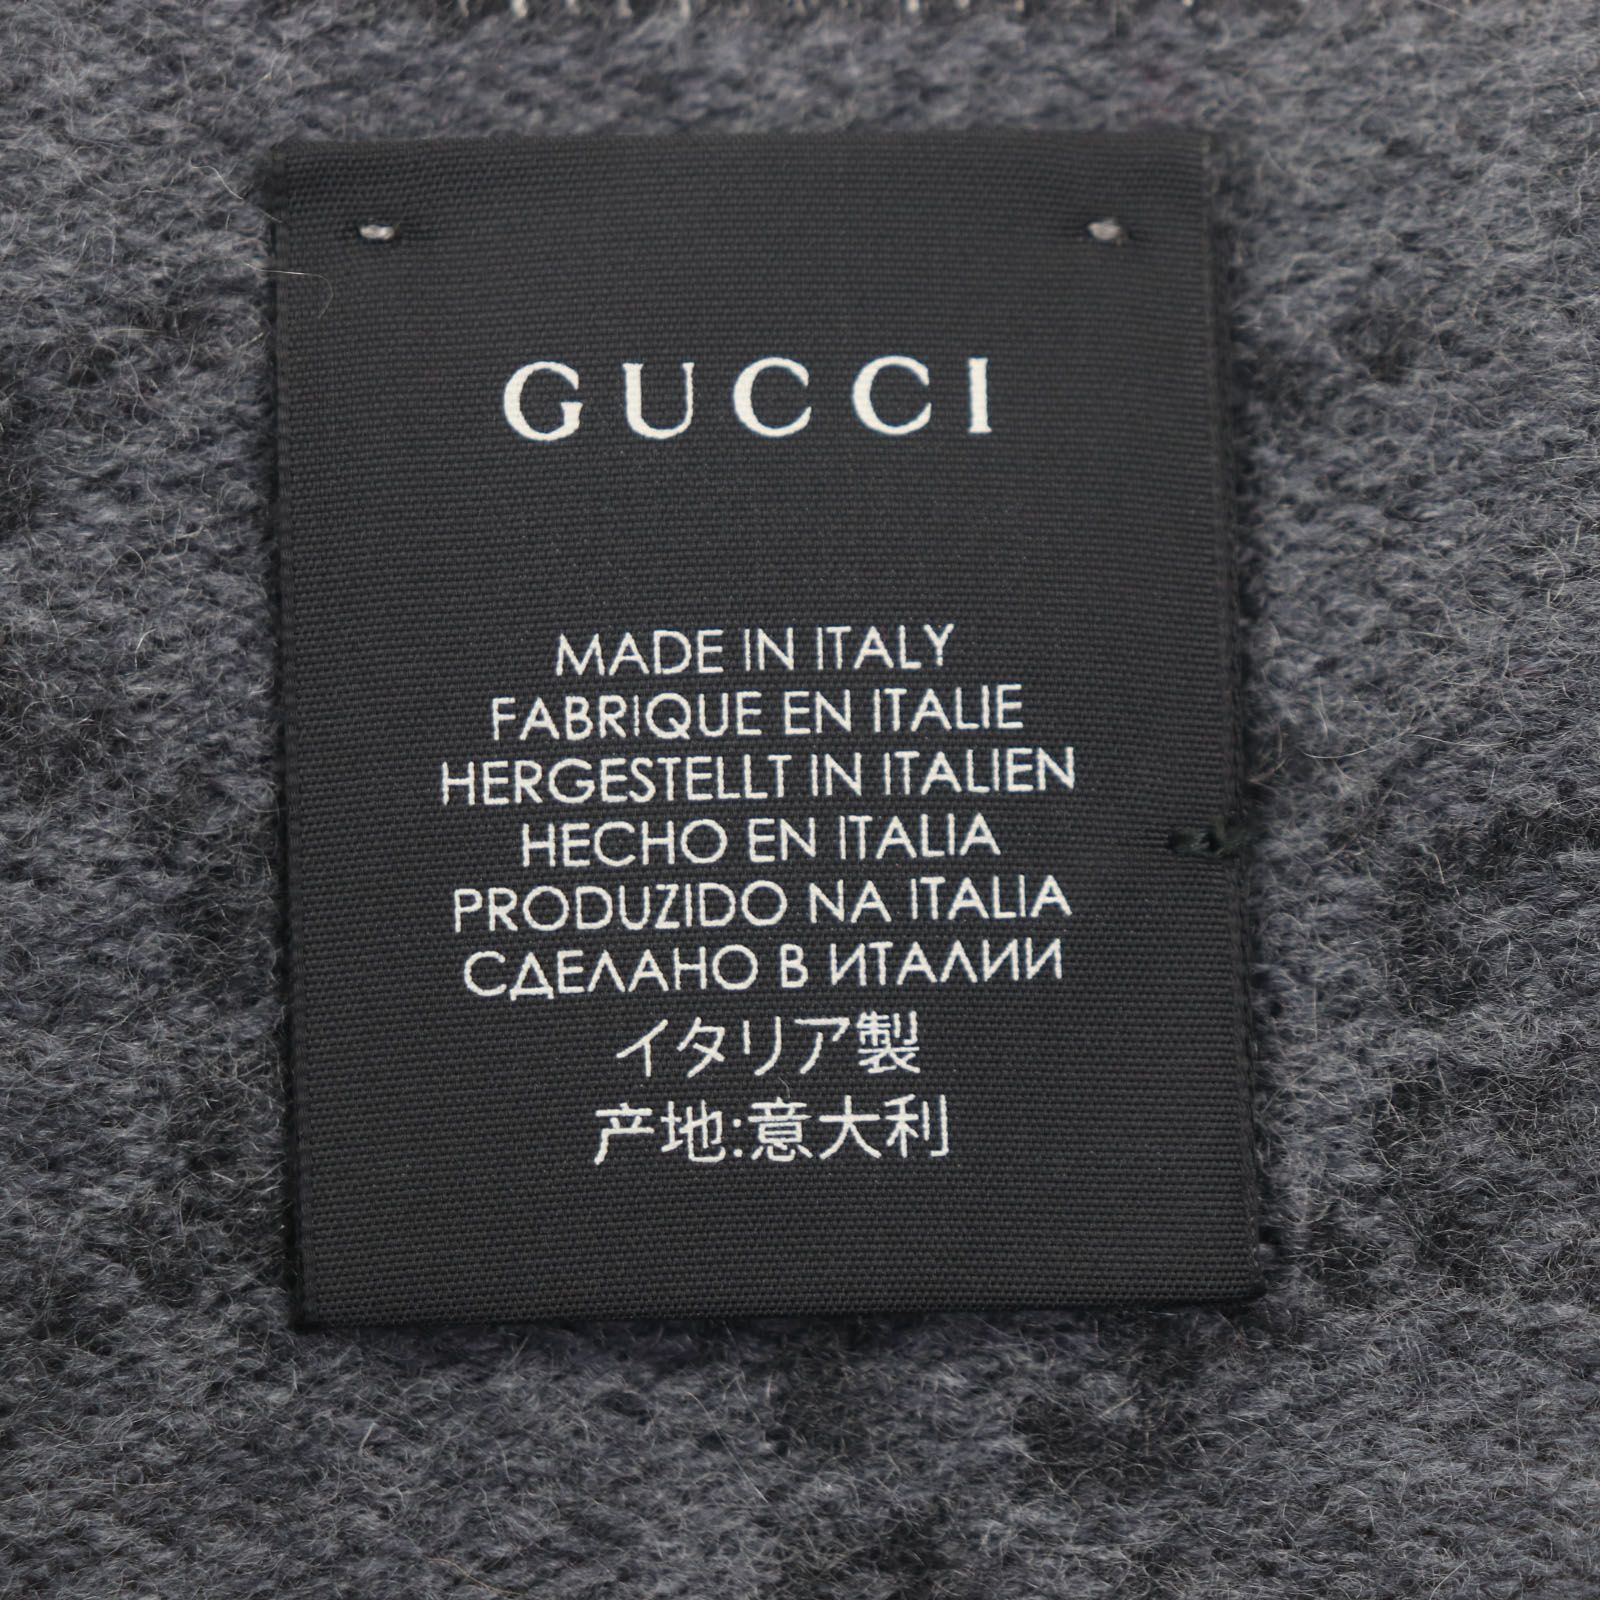 GUCCI
MADE IN ITALY
FABRIQUE EN ITALIE
HERGESTELLT IN ITALIEN
HECHO EN ITALIA
PRODUZIDO NA ITALIA
СДЕЛАНО В ИТАЛИИ
イタリア製
产地:意大利